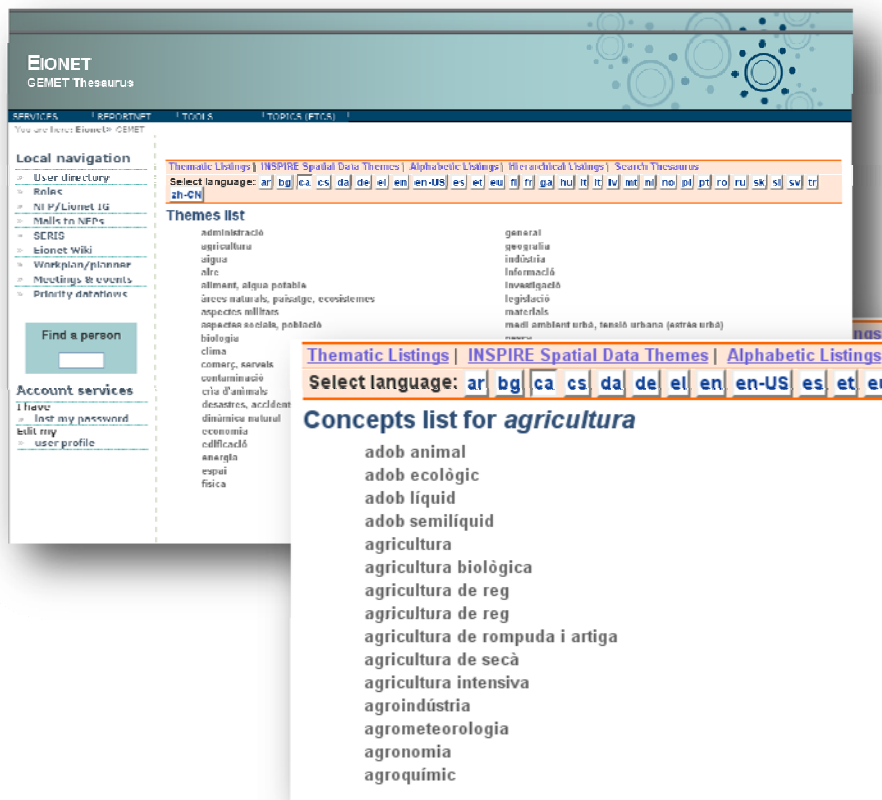 EIONET
GEMET Thesaurus
SERVICES REPORTNET TOOLS TOPICS (ETCS)
You are here: Eionet» GEMET
Local navigation
» User directory
» Roles
» NFP/Eionet IG
» Mails to NFPs
» SERIS
» Eionet Wiki
» Workplan/planner
» Meetings & events
» Priority dataflows
Find a person
Account services
I have
» lost my password
Edit my
» user profile
Thematic Listings | INSPIRE Spatial Data Themes | Alphabetic Listings | Hierarchical Listings | Search Thesaurus
Select language: ar bg ca cs da de el en en-US es et eu fi fr ga hu it lt lv mt nl no pl pt ro ru sk sl sv tr
zh-CN
Themes list
administració
agricultura
aigua
aire
aliment, aigua potable
àrees naturals, paisatge, ecosistemes
aspectes militars
aspectes socials, població
biologia
clima
comerç, serveis
contaminació
cria d'animals
desastres, accident
dinàmica natural
economia
edificació
energia
espai
física
general
geografia
indústria
informació
investigació
legislació
materials
medi ambient urbà, tensió urbana (estrès urbà)
Thematic Listings | INSPIRE Spatial Data Themes | Alphabetic Listings
Select language: ar bg ca cs da de el en en-US es et eu
Concepts list for agricultura
adob animal
adob ecològic
adob líquid
adob semilíquid
agricultura
agricultura biològica
agricultura de reg
agricultura de reg
agricultura de rompuda i artiga
agricultura de secà
agricultura intensiva
agroindústria
agrometeorologia
agronomia
agroquímic